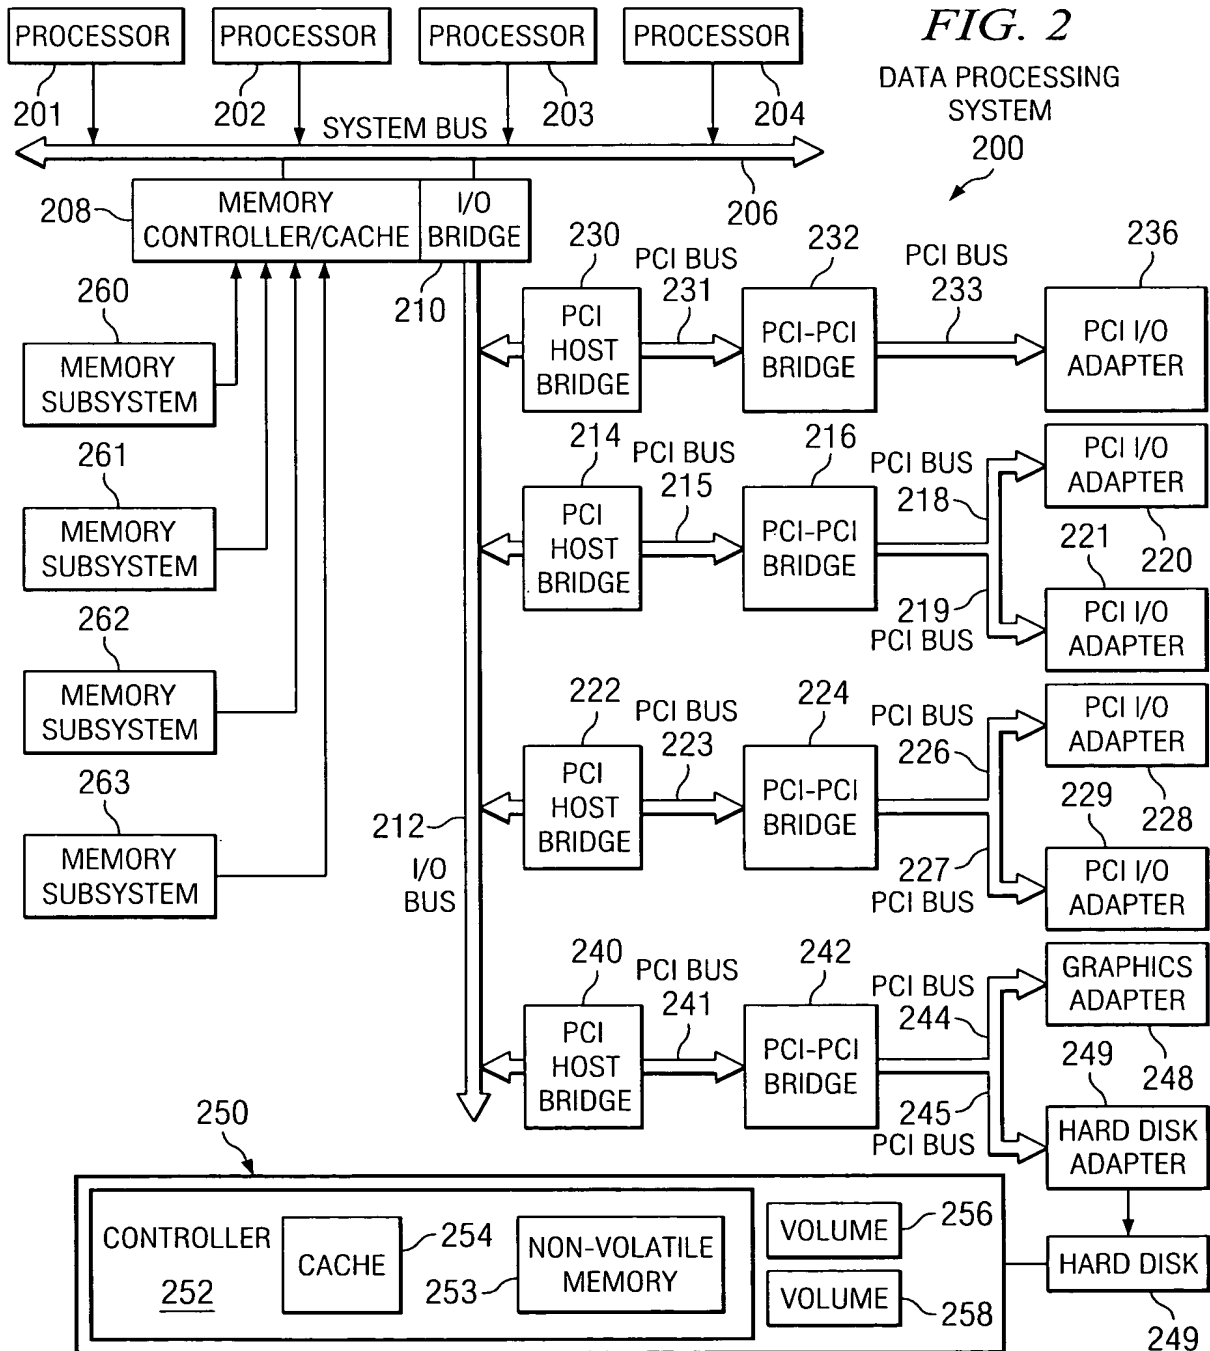 FIG. 2
DATA PROCESSING
SYSTEM
200
PROCESSOR
201
PROCESSOR
202
PROCESSOR
203
PROCESSOR
204
SYSTEM BUS
206
208
MEMORY
CONTROLLER/CACHE
I/O
BRIDGE
210
260
MEMORY
SUBSYSTEM
261
MEMORY
SUBSYSTEM
262
MEMORY
SUBSYSTEM
263
MEMORY
SUBSYSTEM
212
I/O
BUS
230
PCI
HOST
BRIDGE
PCI BUS
231
232
PCI-PCI
BRIDGE
PCI BUS
233
236
PCI I/O
ADAPTER
214
PCI
HOST
BRIDGE
PCI BUS
215
216
PCI-PCI
BRIDGE
PCI BUS
218
PCI I/O
ADAPTER
220
219
PCI BUS
221
PCI I/O
ADAPTER
222
PCI
HOST
BRIDGE
PCI BUS
223
224
PCI-PCI
BRIDGE
PCI BUS
226
PCI I/O
ADAPTER
228
227
PCI BUS
229
PCI I/O
ADAPTER
240
PCI
HOST
BRIDGE
PCI BUS
241
242
PCI-PCI
BRIDGE
PCI BUS
244
GRAPHICS
ADAPTER
248
245
PCI BUS
249
HARD DISK
ADAPTER
HARD DISK
249
250
CONTROLLER
252
CACHE
254
253
NON-VOLATILE
MEMORY
VOLUME
256
VOLUME
258